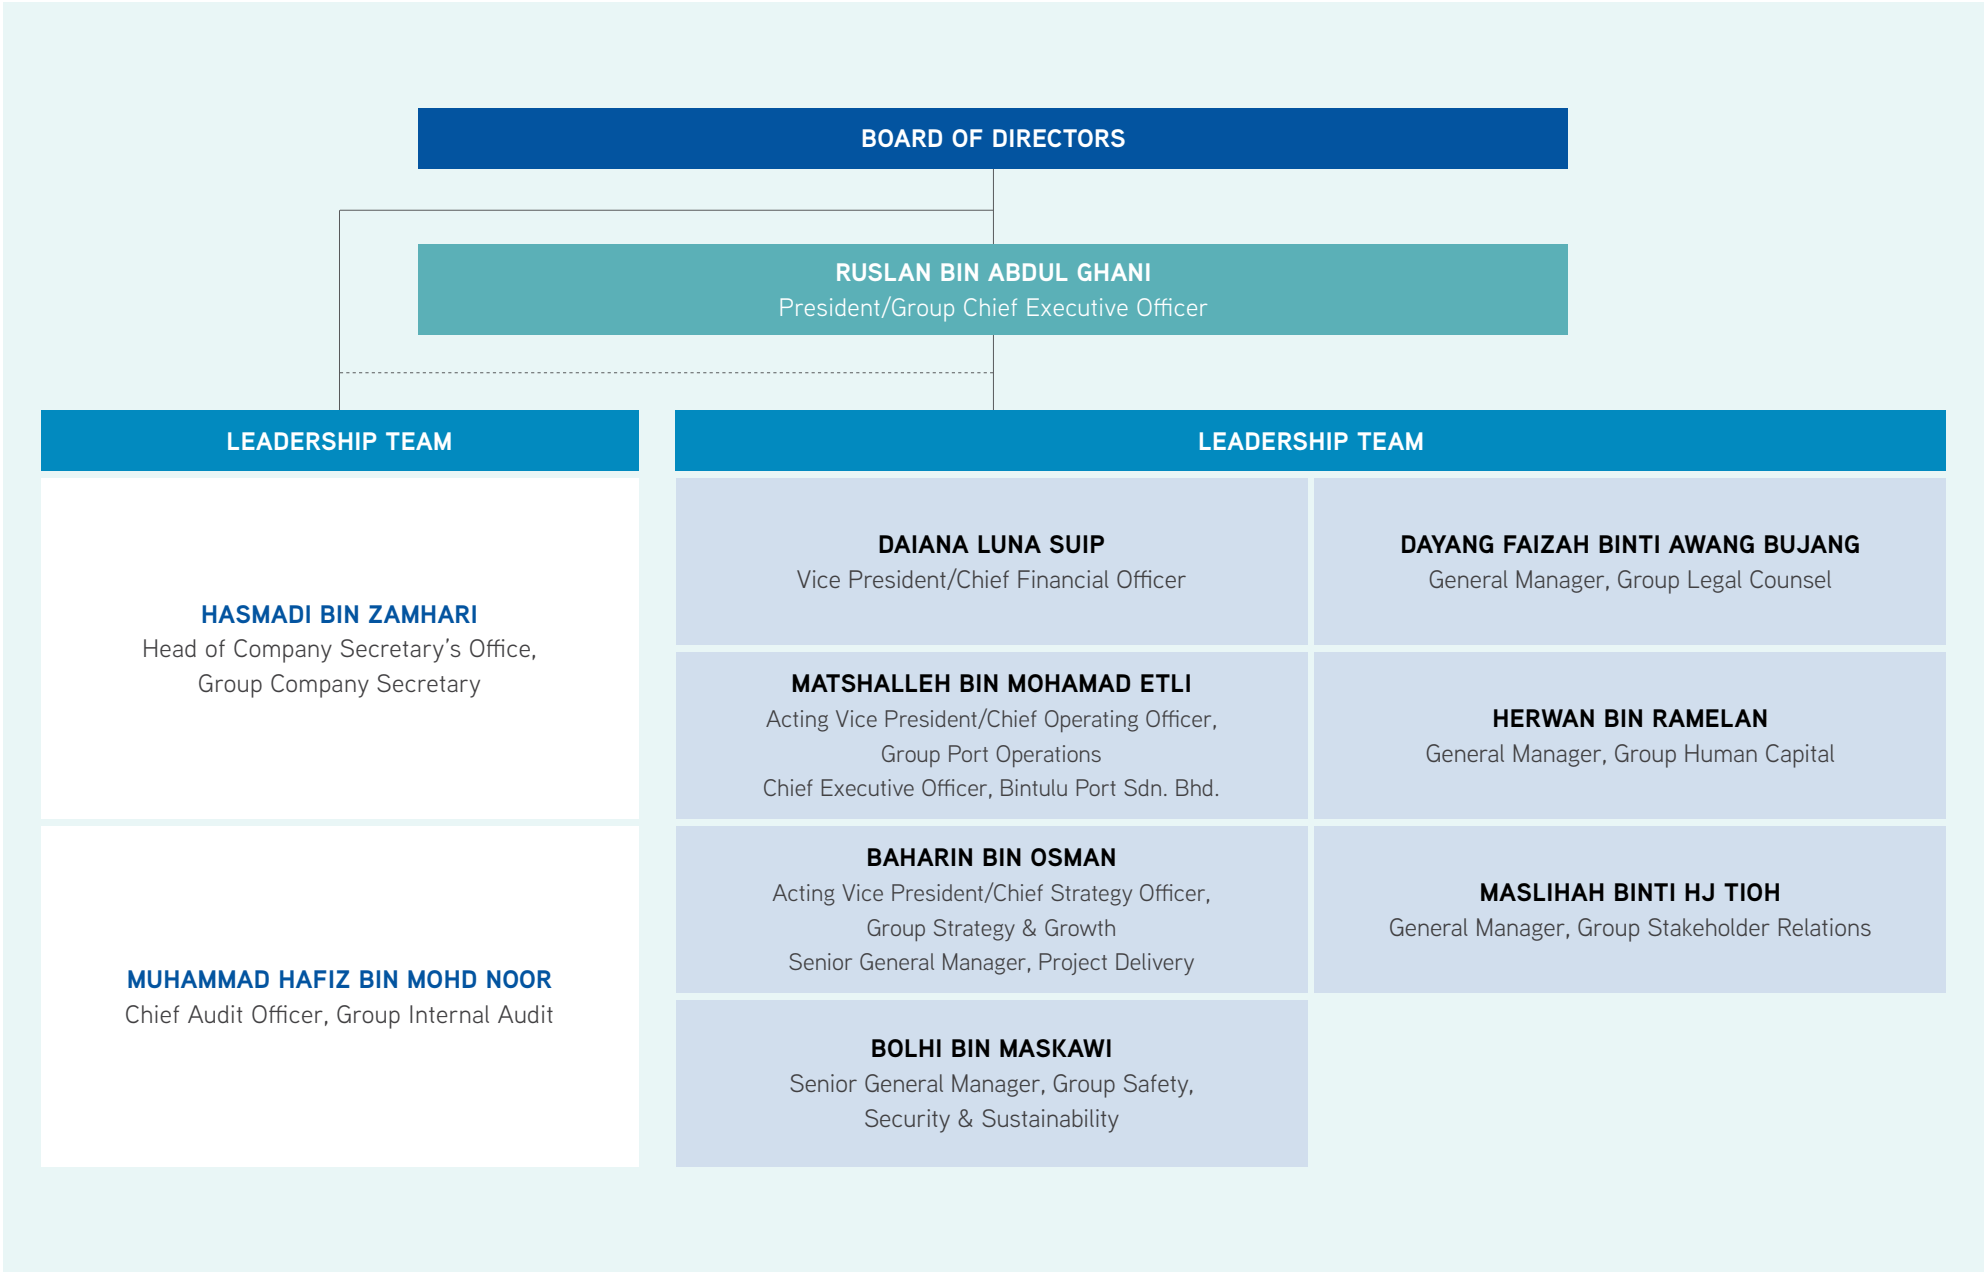 BOARD OF DIRECTORS
RUSLAN BIN ABDUL GHANI
President/Group Chief Executive Officer
LEADERSHIP TEAM
HASMADI BIN ZAMHARI
Head of Company Secretary's Office,
Group Company Secretary
MUHAMMAD HAFIZ BIN MOHD NOOR
Chief Audit Officer, Group Internal Audit
LEADERSHIP TEAM
DAIANA LUNA SUIP
Vice President/Chief Financial Officer
MATSHALLEH BIN MOHAMAD ETLI
Acting Vice President/Chief Operating Officer,
Group Port Operations
Chief Executive Officer, Bintulu Port Sdn. Bhd.
BAHARIN BIN OSMAN
Acting Vice President/Chief Strategy Officer,
Group Strategy & Growth
Senior General Manager, Project Delivery
BOLHI BIN MASKAWI
Senior General Manager, Group Safety,
Security & Sustainability
DAYANG FAIZAH BINTI AWANG BUJANG
General Manager, Group Legal Counsel
HERWAN BIN RAMELAN
General Manager, Group Human Capital
MASLIHAH BINTI HJ TIOH
General Manager, Group Stakeholder Relations